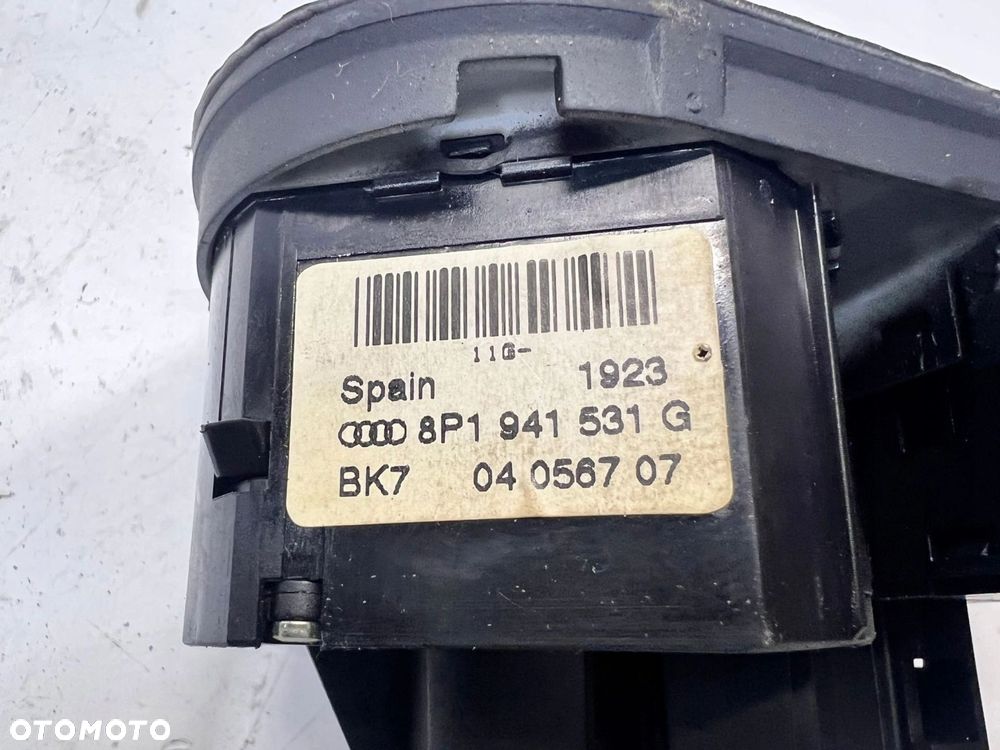 11G-
Spain 1923
8P1 941 531 G
BK7 04 0567 07
OTOMOTO